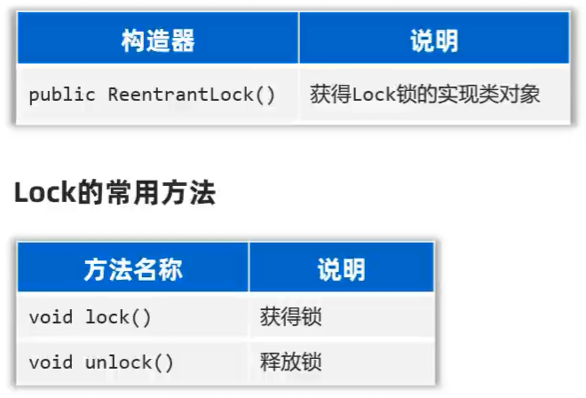 构造器 说明
public ReentrantLock() 获得Lock锁的实现类对象
Lock的常用方法
方法名称 说明
void lock() 获得锁
void unlock() 释放锁